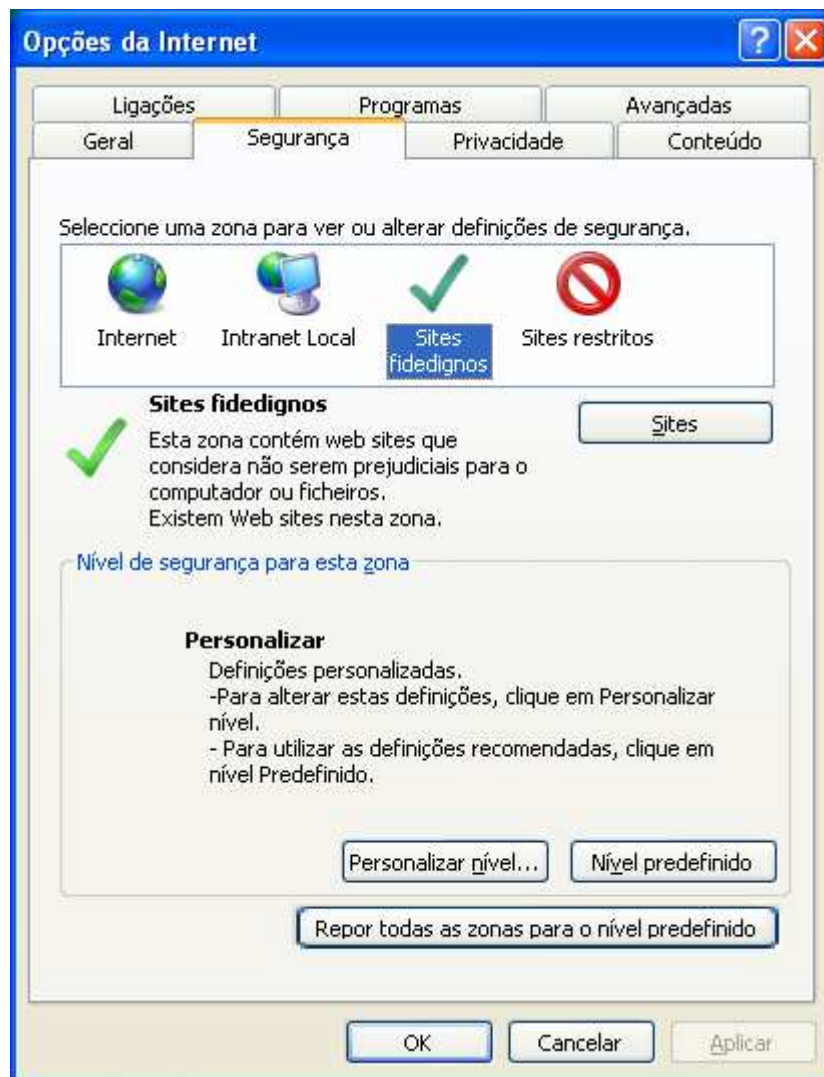 Opções da Internet
Ligações Programas Avançadas
Geral Segurança Privacidade Conteúdo
Seleccione uma zona para ver ou alterar definições de segurança.
Internet Intranet Local Sites fidedignos Sites restritos
Sites fidedignos
Sites
Esta zona contém web sites que
considera não serem prejudiciais para o
computador ou ficheiros.
Existem Web sites nesta zona.
Nível de segurança para esta zona
Personalizar
Definições personalizadas.
-Para alterar estas definições, clique em Personalizar
nível.
- Para utilizar as definições recomendadas, clique em
nível Predefinido.
Personalizar nível... Nível predefinido
Repor todas as zonas para o nível predefinido
OK Cancelar Aplicar